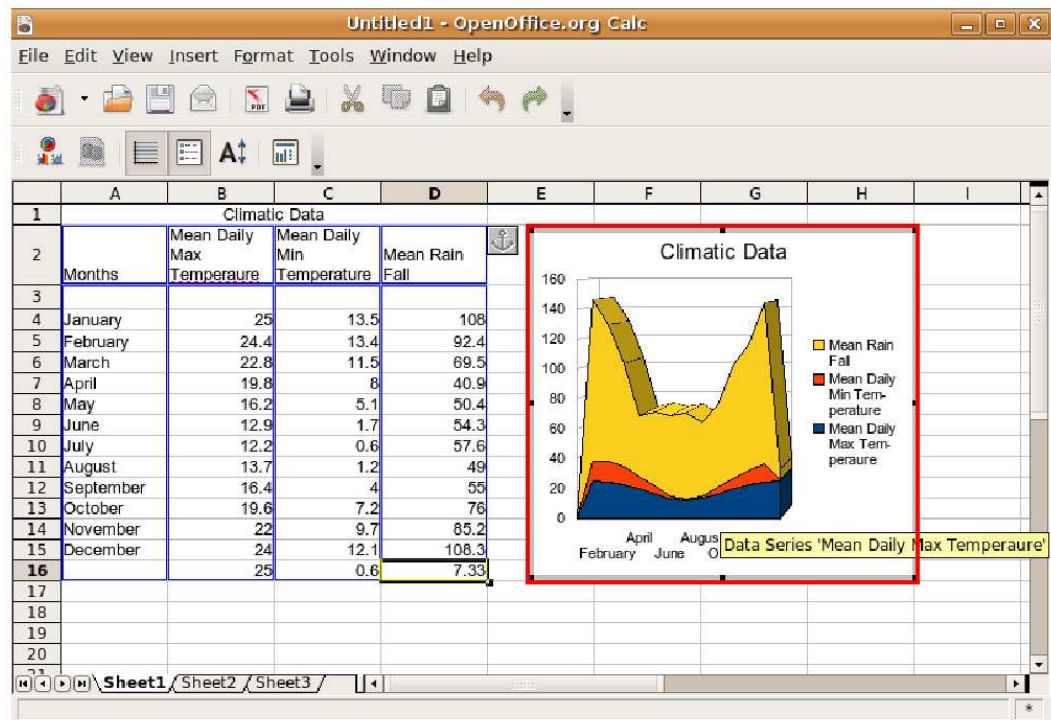 Untitled1 - OpenOffice.org Calc
File Edit View Insert Format Tools Window Help
PDF
A
A B C D E F G H I
1 Climatic Data
2 Months Mean Daily Max Temperaure Mean Daily Min Temperature Mean Rain Fall
3
4 January 25 13.5 108
5 February 24.4 13.4 92.4
6 March 22.8 11.5 69.5
7 April 19.8 8 40.9
8 May 16.2 5.1 50.4
9 June 12.9 1.7 54.3
10 July 12.2 0.6 57.6
11 August 13.7 1.2 49
12 September 16.4 4 55
13 October 19.6 7.2 76
14 November 22 9.7 85.2
15 December 24 12.1 108.3
16 25 0.6 7.33
17
18
19
20
Climatic Data
160
140
120
100
80
60
40
20
0
April Augus
February June O
Mean Rain
Fall
Mean Daily
Min Tem-
perature
Mean Daily
Max Tem-
peraure
Data Series 'Mean Daily Max Temperaure'
Sheet1 Sheet2 Sheet3
*